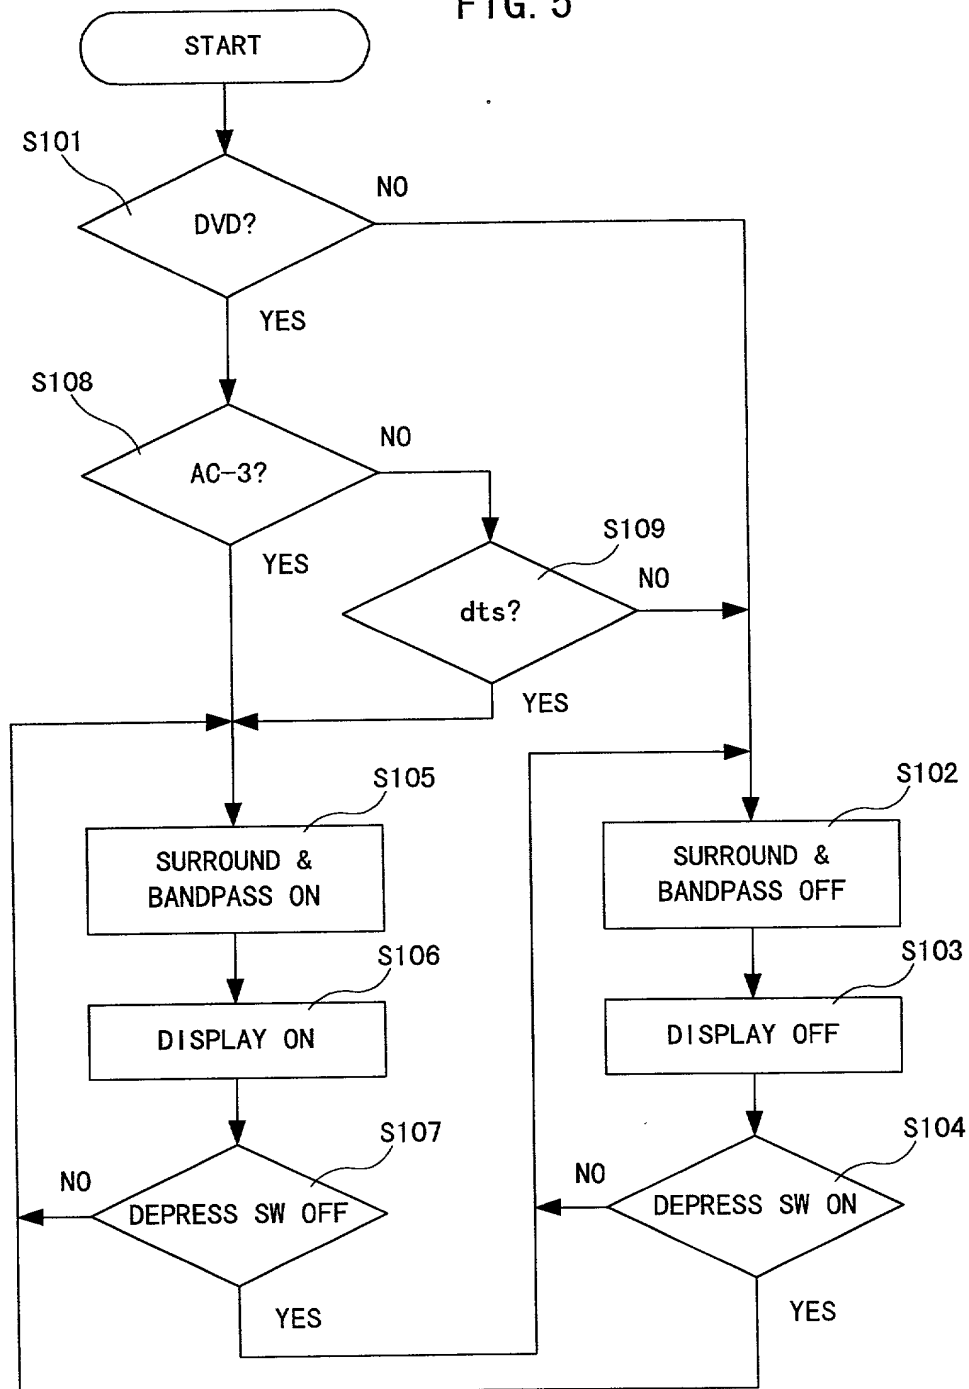 FIG. 5
START
S101
DVD?
NO
YES
S108
AC-3?
NO
YES
S109
dts?
NO
YES
S105
SURROUND &
BANDPASS ON
S102
SURROUND &
BANDPASS OFF
S106
DISPLAY ON
S103
DISPLAY OFF
S107
NO
DEPRESS SW OFF
YES
S104
NO
DEPRESS SW ON
YES